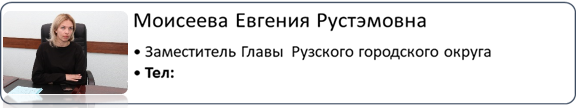 Моисеева Евгения Рустэмовна
• Заместитель Главы Рузского городского округа
• Тел: